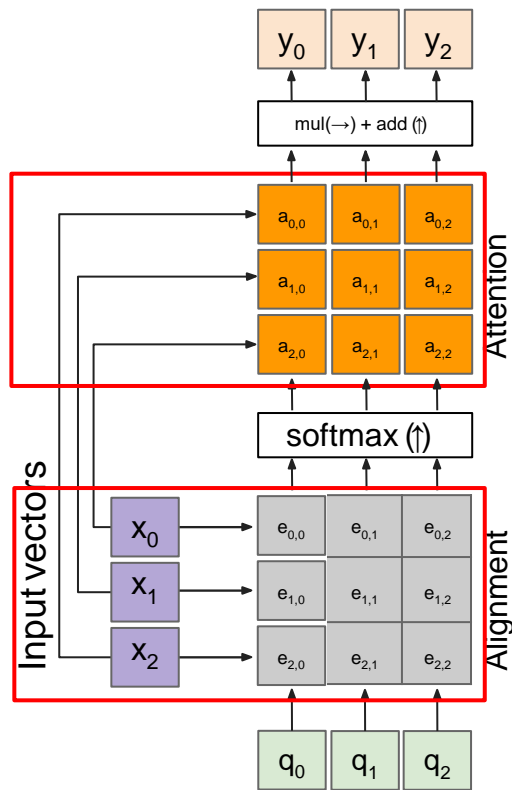 y0 y1 y2
mul(→) + add (↑)
a0,0 a0,1 a0,2
a1,0 a1,1 a1,2
a2,0 a2,1 a2,2
Attention
softmax (↑)
Input vectors
x0 e0,0 e0,1 e0,2
x1 e1,0 e1,1 e1,2
x2 e2,0 e2,1 e2,2
Alignment
q0 q1 q2